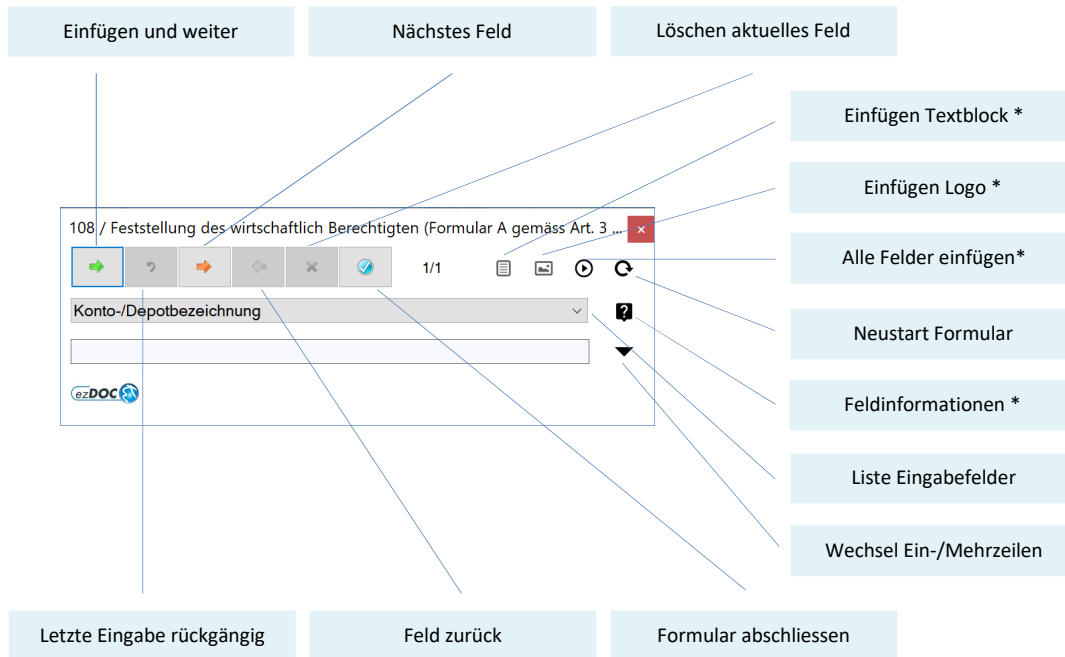 Einfügen und weiter
Nächstes Feld
Löschen aktuelles Feld
Einfügen Textblock *
Einfügen Logo *
108 / Feststellung des wirtschaftlich Berechtigten (Formular A gemäss Art. 3 ...
Alle Felder einfügen*
1/1
Konto-/Depotbezeichnung
Neustart Formular
ezDOC
Feldinformationen *
Liste Eingabefelder
Wechsel Ein-/Mehrzeilen
Letzte Eingabe rückgängig
Feld zurück
Formular abschliessen